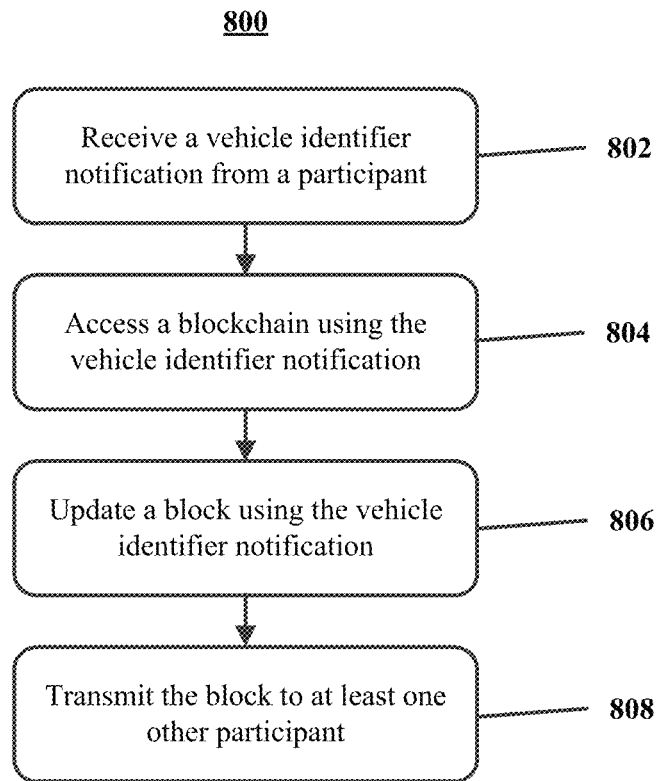 800
Receive a vehicle identifier
notification from a participant
802
Access a blockchain using the
vehicle identifier notification
804
Update a block using the vehicle
identifier notification
806
Transmit the block to at least one
other participant
808